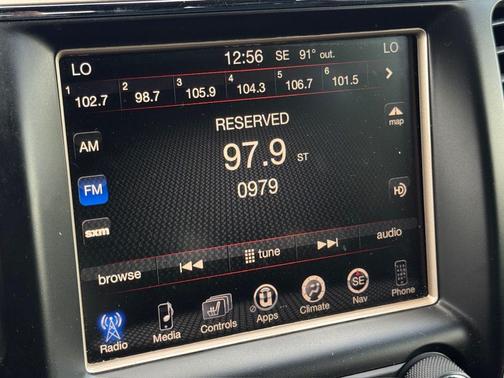 LO 12:56 SE 91° out. LO
1 102.7 2 98.7 3 105.9 4 104.3 5 106.7 6 101.5 >
RESERVED
AM
map
97.9 ST
FM
0979
HD
sxm
browse tune audio
SE
Radio Media Controls Apps Climate Nav Phone